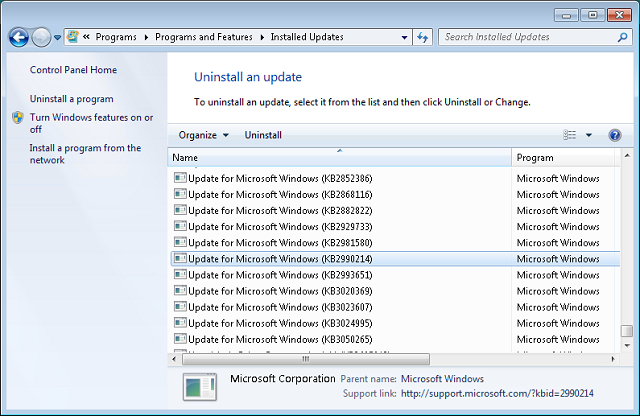 Programs Programs and Features Installed Updates Search Installed Updates
Control Panel Home
Uninstall a program
Turn Windows features on or
off
Install a program from the
network
Uninstall an update
To uninstall an update, select it from the list and then click Uninstall or Change.
Organize Uninstall
Name Program
Update for Microsoft Windows (KB2852386) Microsoft Windows
Update for Microsoft Windows (KB2868116) Microsoft Windows
Update for Microsoft Windows (KB2882822) Microsoft Windows
Update for Microsoft Windows (KB2929733) Microsoft Windows
Update for Microsoft Windows (KB2981580) Microsoft Windows
Update for Microsoft Windows (KB2990214) Microsoft Windows
Update for Microsoft Windows (KB2993651) Microsoft Windows
Update for Microsoft Windows (KB3020369) Microsoft Windows
Update for Microsoft Windows (KB3023607) Microsoft Windows
Update for Microsoft Windows (KB3024995) Microsoft Windows
Update for Microsoft Windows (KB3050265) Microsoft Windows
Microsoft Corporation Parent name: Microsoft Windows
Support link: http://support.microsoft.com/?kbid=2990214